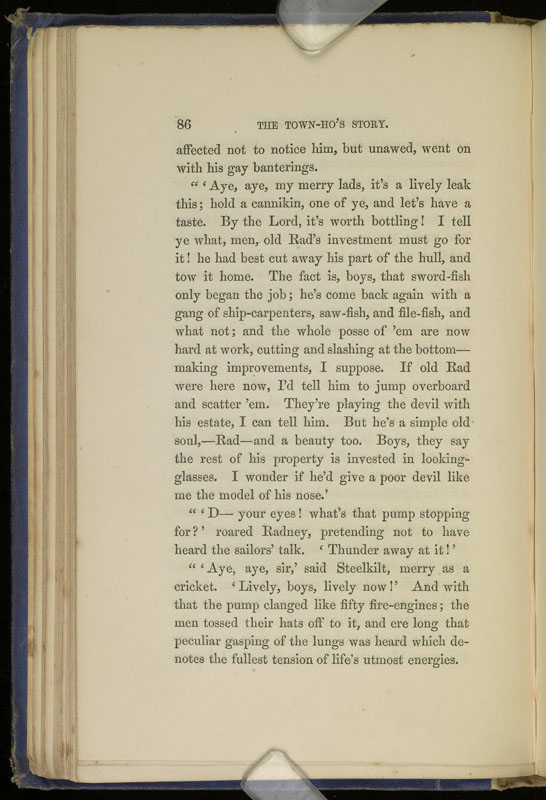 86 THE TOWN-HO'S STORY.
affected not to notice him, but unawed, went on
with his gay banterings.
“ ‘Aye, aye, my merry lads, it's a lively leak
this; hold a cannikin, one of ye, and let's have a
taste. By the Lord, it's worth bottling! I tell
ye what, men, old Rad's investment must go for
it! he had best cut away his part of the hull, and
tow it home. The fact is, boys, that sword-fish
only began the job; he's come back again with a
gang of ship-carpenters, saw-fish, and file-fish, and
what not; and the whole posse of 'em are now
hard at work, cutting and slashing at the bottom—
making improvements, I suppose. If old Rad
were here now, I'd tell him to jump overboard
and scatter 'em. They're playing the devil with
his estate, I can tell him. But he's a simple old
soul,—Rad—and a beauty too. Boys, they say
the rest of his property is invested in looking-
glasses. I wonder if he'd give a poor devil like
me the model of his nose.’
“ ‘D— your eyes! what's that pump stopping
for?’ roared Radney, pretending not to have
heard the sailors' talk. ‘Thunder away at it!’
“ ‘Aye, aye, sir,’ said Steelkilt, merry as a
cricket. ‘Lively, boys, lively now!’ And with
that the pump clanged like fifty fire-engines; the
men tossed their hats off to it, and ere long that
peculiar gasping of the lungs was heard which de-
notes the fullest tension of life's utmost energies.